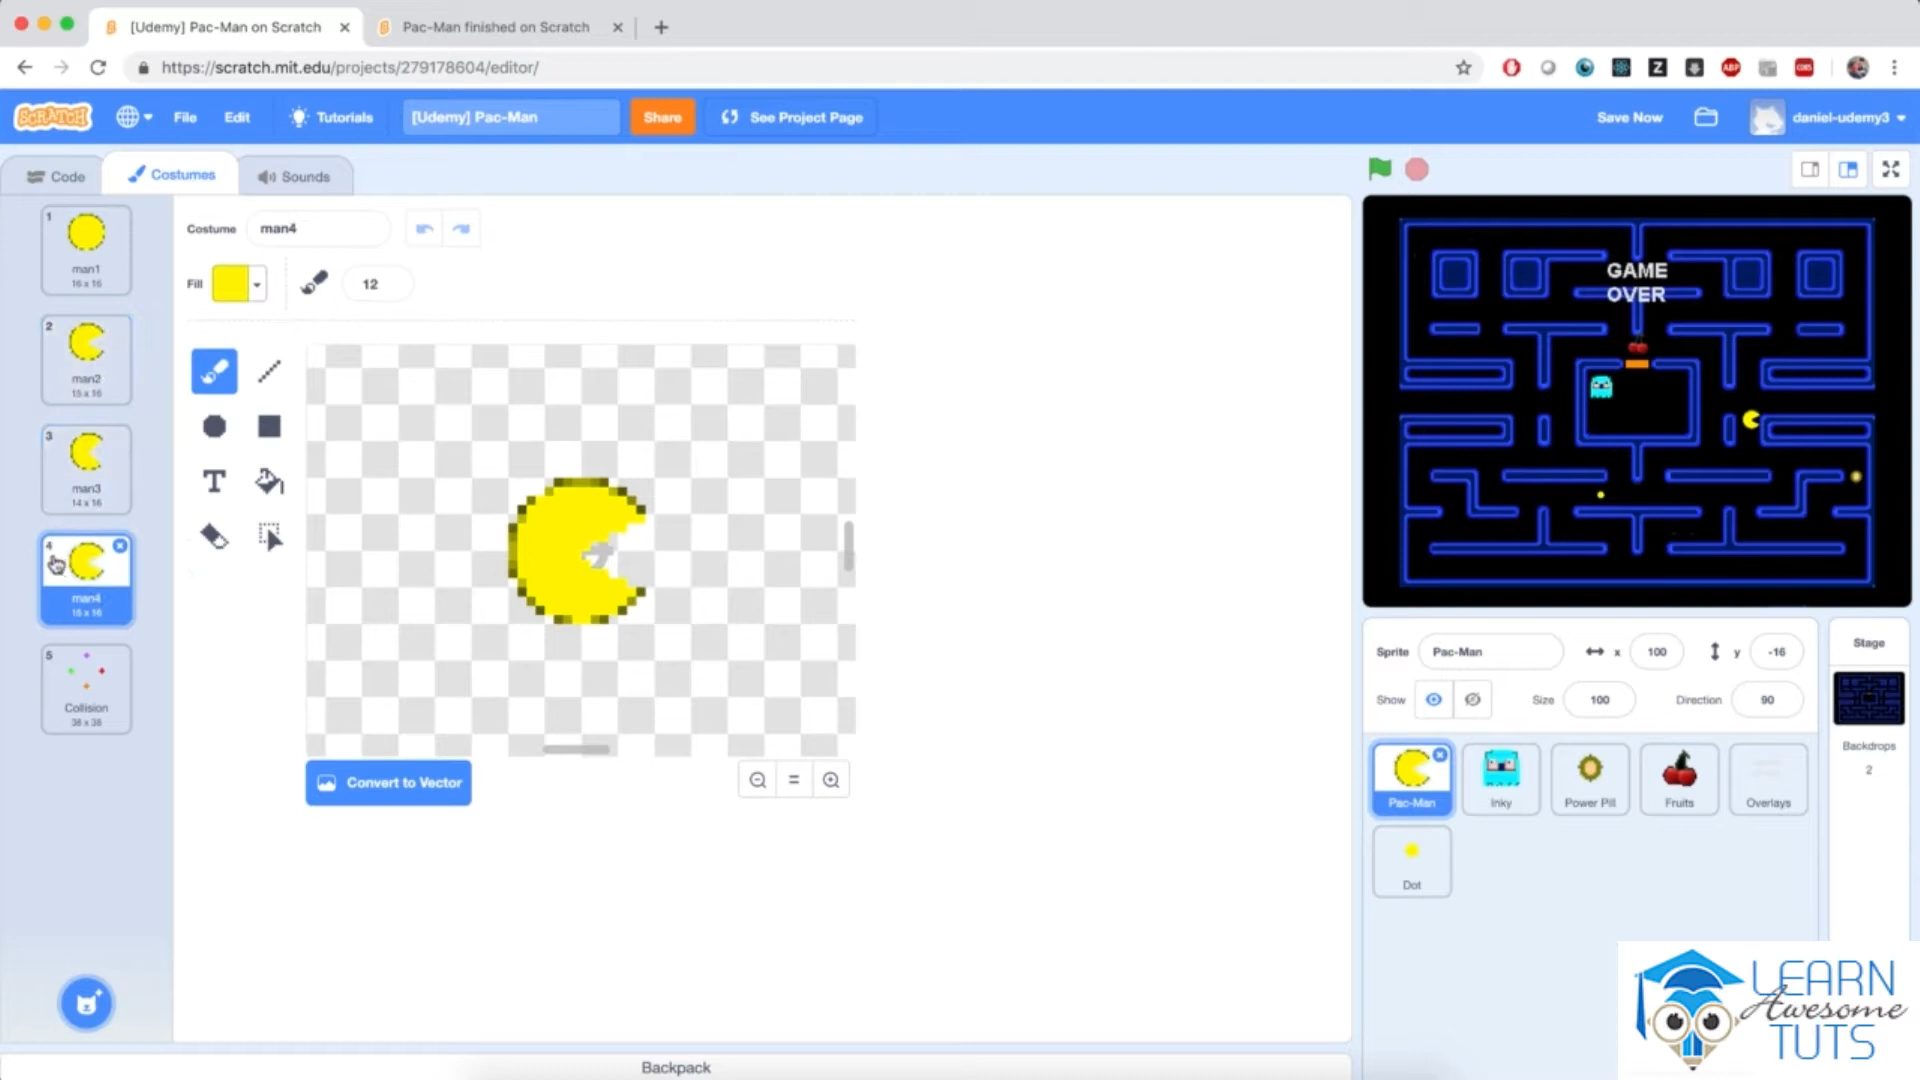 [Udemy] Pac-Man on Scratch
Pac-Man finished on Scratch
https://scratch.mit.edu/projects/279178604/editor/
ABP
SCRATCH
File
Edit
Tutorials
[Udemy] Pac-Man
Share
See Project Page
Save Now
daniel-udemy3
Code
Costumes
Sounds
1
man1
16 x 16
2
man2
15 x 16
3
man3
14 x 16
4
man4
15 x 16
5
Collision
38 x 38
Costume
man4
Fill
12
T
Convert to Vector
GAME
OVER
Sprite
Pac-Man
x
100
y
-16
Show
Size
100
Direction
90
Pac-Man
Inky
Power Pill
Fruits
Overlays
Dot
Stage
Backdrops
2
Backpack
LEARN
Awesome
TUTS